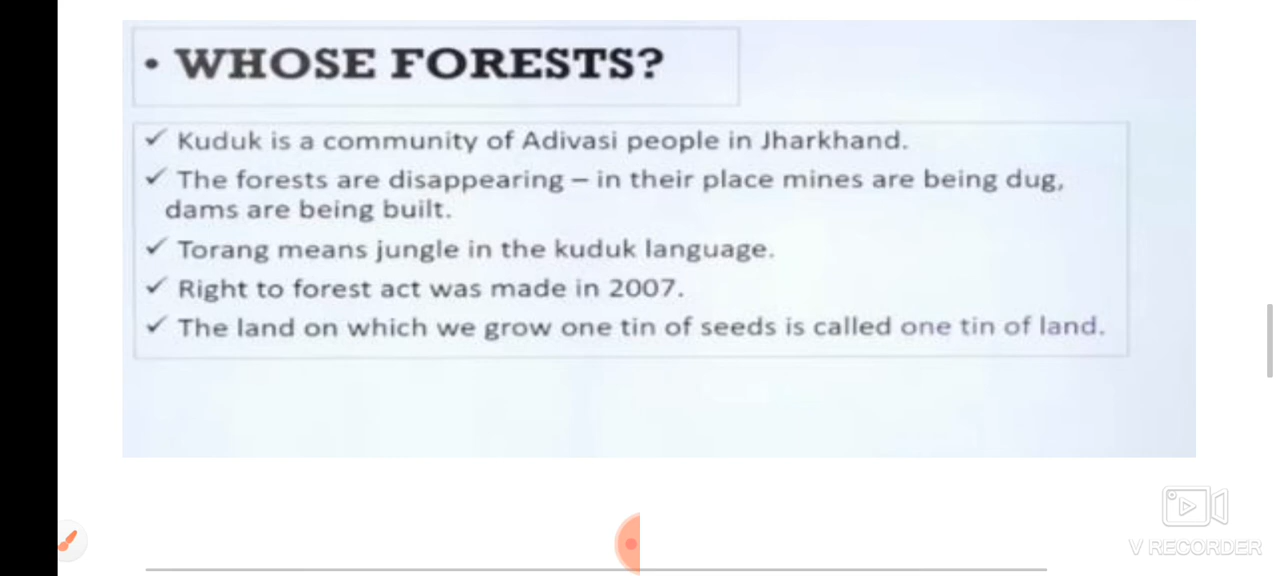 • WHOSE FORESTS?
✓ Kuduk is a community of Adivasi people in Jharkhand.
✓ The forests are disappearing – in their place mines are being dug,
dams are being built.
✓ Torang means jungle in the kuduk language.
✓ Right to forest act was made in 2007.
✓ The land on which we grow one tin of seeds is called one tin of land.
V RECORDER